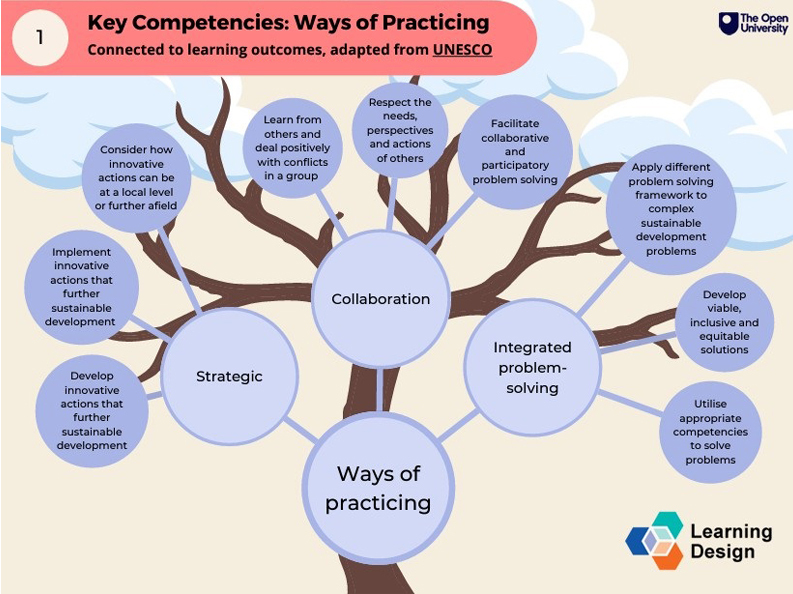 1
Key Competencies: Ways of Practicing
Connected to learning outcomes, adapted from UNESCO
The Open
University
Consider how
innovative
actions can be
at a local level
or further afield
Learn from
others and
deal positively
with conflicts
in a group
Respect the
needs,
perspectives
and actions
of others
Facilitate
collaborative
and
participatory
problem solving
Apply different
problem solving
framework to
complex
sustainable
development
problems
Implement
innovative
actions that
further
sustainable
development
Collaboration
Develop
viable,
inclusive and
equitable
solutions
Strategic
Integrated
problem-
solving
Develop
innovative
actions that
further
sustainable
development
Utilise
appropriate
competencies
to solve
problems
Ways of
practicing
Learning
Design